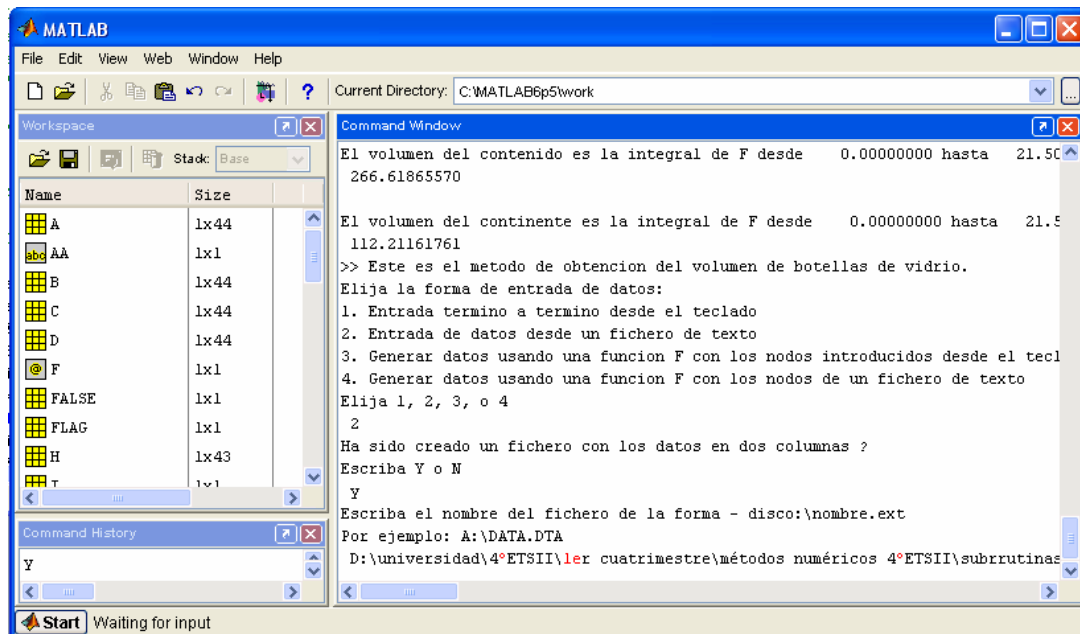 MATLAB
File Edit View Web Window Help
? Current Directory: C:\MATLAB6p5\work ...
Workspace
Stack: Base
Name Size
A 1x44
abc AA 1x1
B 1x44
C 1x44
D 1x44
@ F 1x1
FALSE 1x1
FLAG 1x1
H 1x43
Command History
Y
Command Window
El volumen del contenido es la integral de F desde 0.00000000 hasta 21.50
266.61865570
El volumen del continente es la integral de F desde 0.00000000 hasta 21.5
112.21161761
>> Este es el metodo de obtencion del volumen de botellas de vidrio.
Elija la forma de entrada de datos:
1. Entrada termino a termino desde el teclado
2. Entrada de datos desde un fichero de texto
3. Generar datos usando una funcion F con los nodos introducidos desde el tecl
4. Generar datos usando una funcion F con los nodos de un fichero de texto
Elija 1, 2, 3, o 4
2
Ha sido creado un fichero con los datos en dos columnas ?
Escriba Y o N
Y
Escriba el nombre del fichero de la forma - disco:\nombre.ext
Por ejemplo: A:\DATA.DTA
D:\universidad\4ºETSII\1er cuatrimestre\métodos numéricos 4ºETSII\subrrutinas
Start Waiting for input